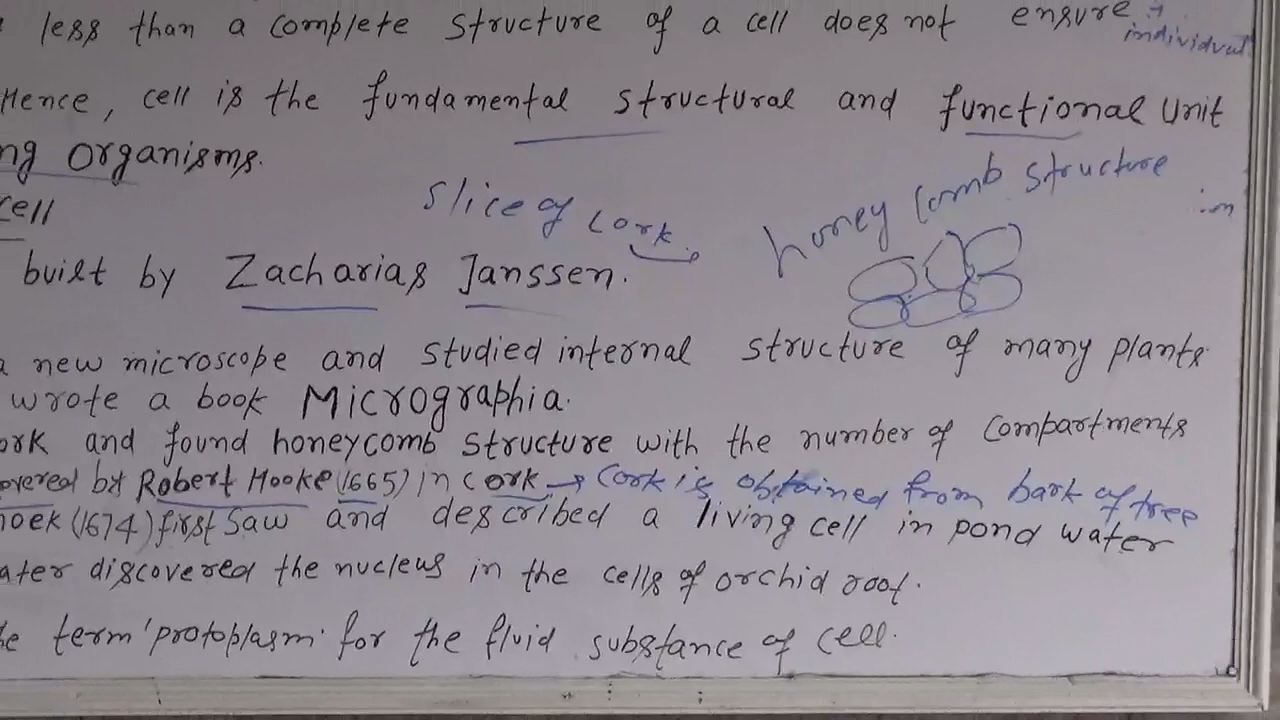 less than a complete structure of a cell does not ensure
individual
Hence, cell is the fundamental structural and functional Unit
ng organisms.
cell
Slice of cork
honey comb structure
built by Zacharias Janssen.
a new microscope and studied internal structure of many plants
wrote a book Micrographia.
ork and found honeycomb structure with the number of compartments
overed by Robert Hooke (1665) in cork → Cork is obtained from bark of tree
hoek (1674) first saw and described a living cell in pond water
ater discovered the nucleus in the cells of orchid root.
he term 'protoplasm' for the fluid substance of cell.